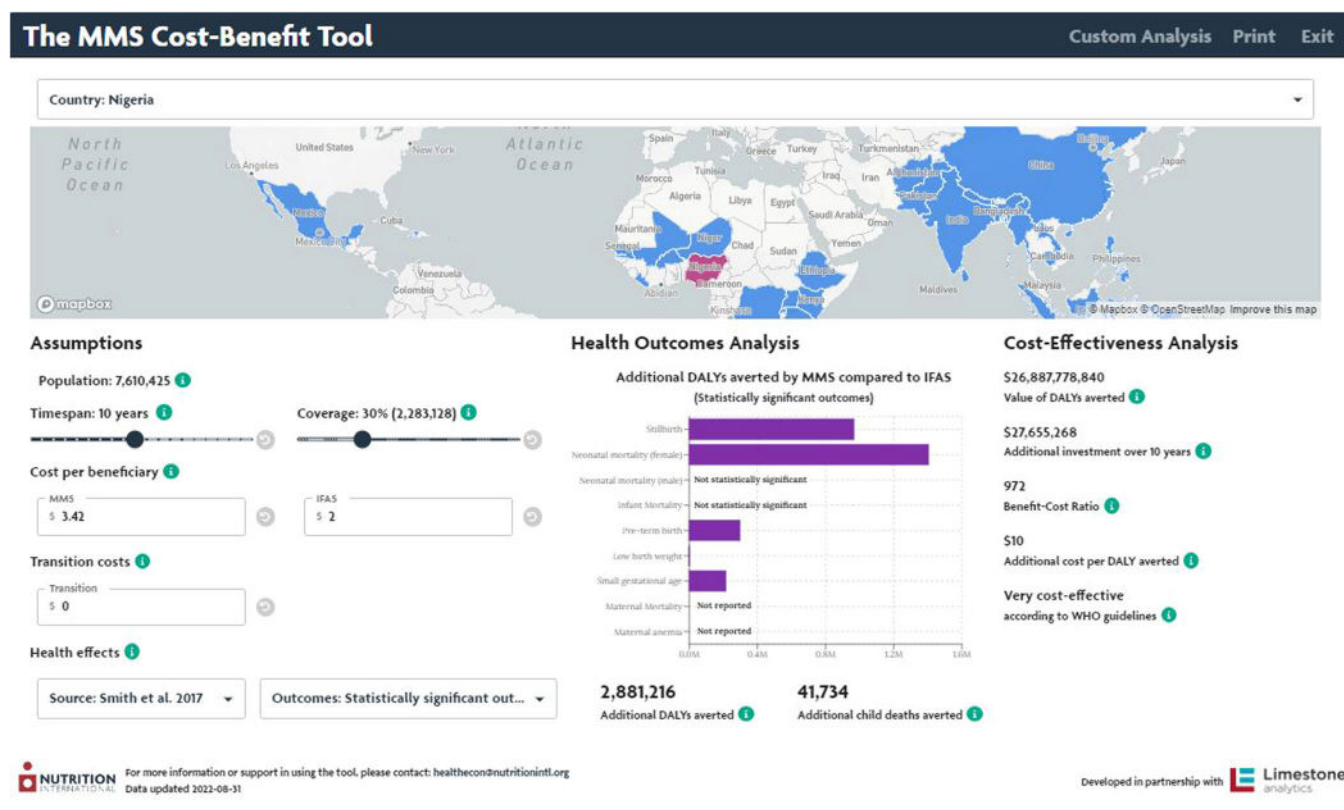 The MMS Cost-Benefit Tool
Custom Analysis Print Exit
Country: Nigeria
North Pacific Ocean
Los Angeles
United States
New York
Atlantic Ocean
Mexico
Cuba
Venezuela
Colombia
Spain
Italy
Greece
Turkey
Turkmenistan
Morocco
Tunisia
Iraq
Iran
Afghanistan
Pakistan
Algeria
Libya
Egypt
Saudi Arabia
Oman
Yemen
Mauritania
Senegal
Niger
Chad
Sudan
Nigeria
Cameroon
Ethiopia
Kenya
Abidjan
China
Beijing
Japan
India
Bangladesh
Laos
Cambodia
Philippines
Maldives
Malaysia
mapbox
© Mapbox © OpenStreetMap Improve this map
Assumptions
Population: 7,610,425
Timespan: 10 years
Coverage: 30% (2,283,128)
Cost per beneficiary
MMS
$ 3.42
IFAS
$ 2
Transition costs
Transition
$ 0
Health effects
Source: Smith et al. 2017
Outcomes: Statistically significant out...
Health Outcomes Analysis
Additional DALYs averted by MMS compared to IFAS
(Statistically significant outcomes)
Stillbirth
Neonatal mortality (female)
Neonatal mortality (male) Not statistically significant
Infant Mortality Not statistically significant
Pre-term birth
Low birth weight
Small gestational age
Maternal Mortality Not reported
Maternal anemia Not reported
0.0M 0.4M 0.8M 1.2M 1.6M
2,881,216
Additional DALYs averted
41,734
Additional child deaths averted
Cost-Effectiveness Analysis
$26,887,778,840
Value of DALYs averted
$27,655,268
Additional investment over 10 years
972
Benefit-Cost Ratio
$10
Additional cost per DALY averted
Very cost-effective
according to WHO guidelines
NUTRITION
INTERNATIONAL
For more information or support in using the tool, please contact: healthecon@nutritionintl.org
Data updated 2022-08-31
Developed in partnership with
Limestone
analytics